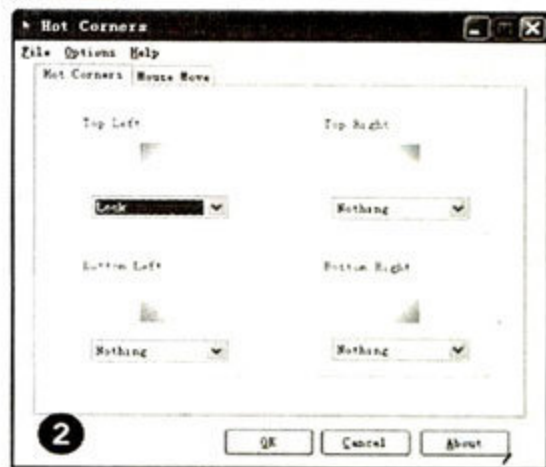 Hot Corners
File Options Help
Hot Corners Mouse Move
Top Left Top Right
Lock Nothing
Bottom Left Bottom Right
Nothing Nothing
2
OK Cancel About